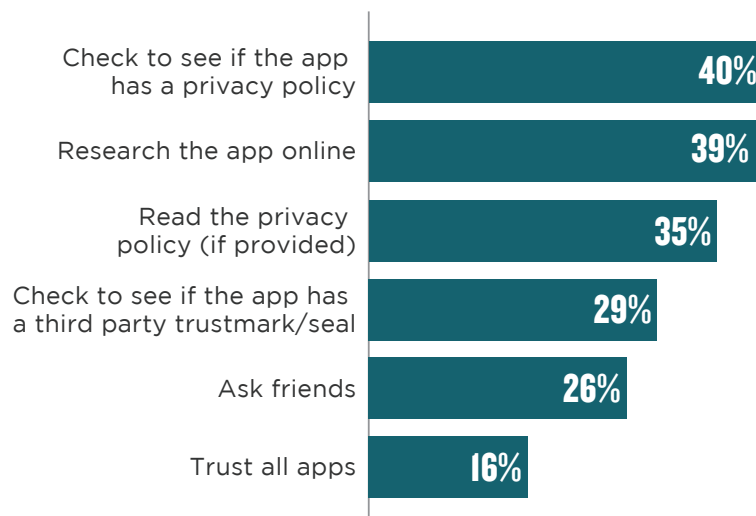 Check to see if the app
has a privacy policy
40%
Research the app online
39%
Read the privacy
policy (if provided)
35%
Check to see if the app has
a third party trustmark/seal
29%
Ask friends
26%
Trust all apps
16%